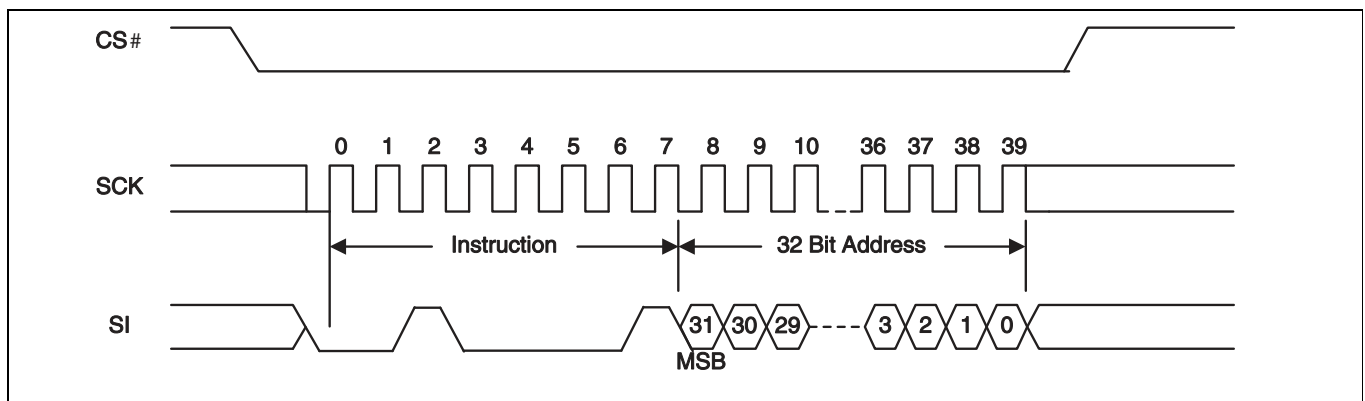 CS#
0 1 2 3 4 5 6 7 8 9 10 36 37 38 39
SCK
Instruction 32 Bit Address
SI 31 30 29 3 2 1 0
MSB